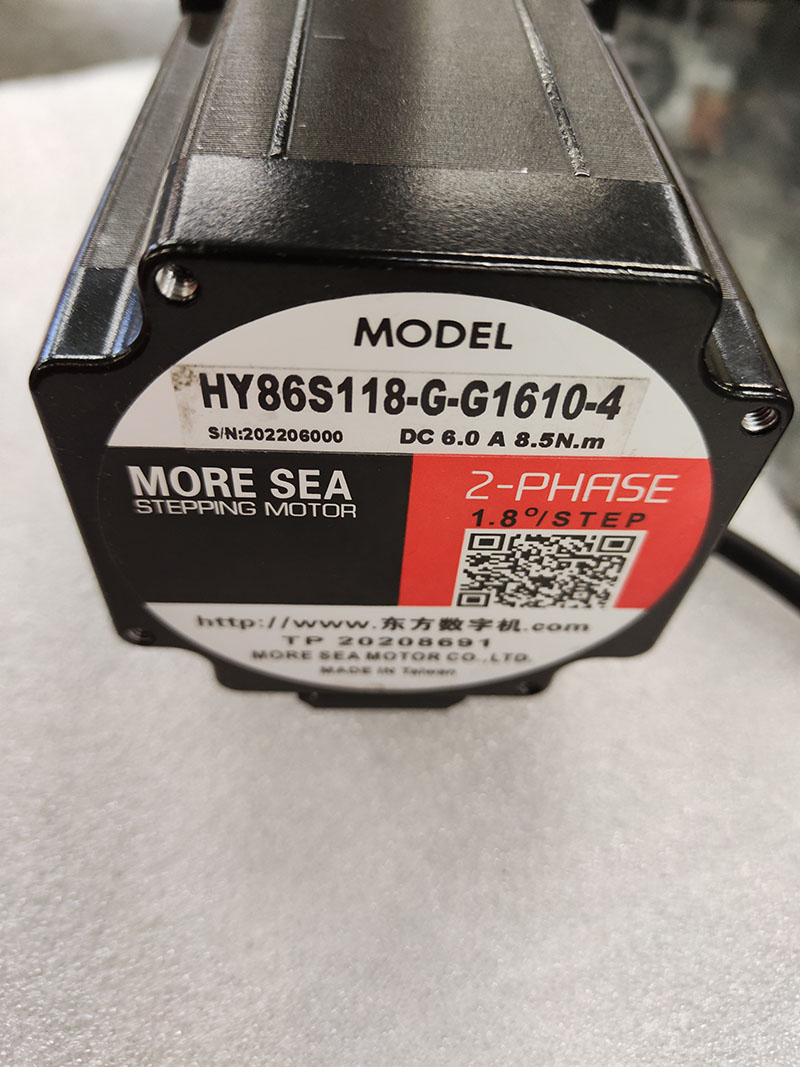 MODEL
HY86S118-G-G1610-4
S/N:202206000 DC 6.0 A 8.5N.m
MORE SEA
STEPPING MOTOR
2-PHASE
1.8°/STEP
http://www.东方数字机.com
TP 20208691
MORE SEA MOTOR CO.,LTD.
MADE IN Taiwan